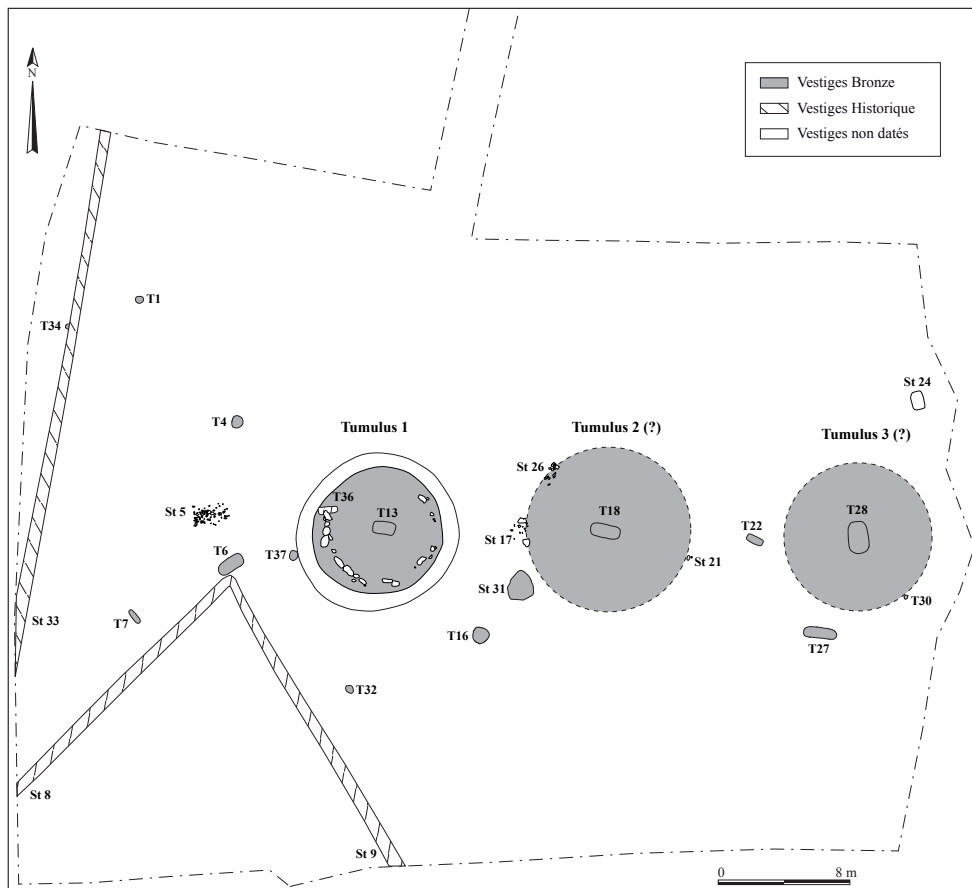 N
Vestiges Bronze
Vestiges Historique
Vestiges non datés
T1
T34
St 24
T4
Tumulus 1
Tumulus 2 (?)
Tumulus 3 (?)
St 26
T36
St 5
T13
T18
T28
St 17
T22
T6
T37
St 21
St 31
T30
St 33
T7
T16
T27
T32
St 8
St 9
0 8 m